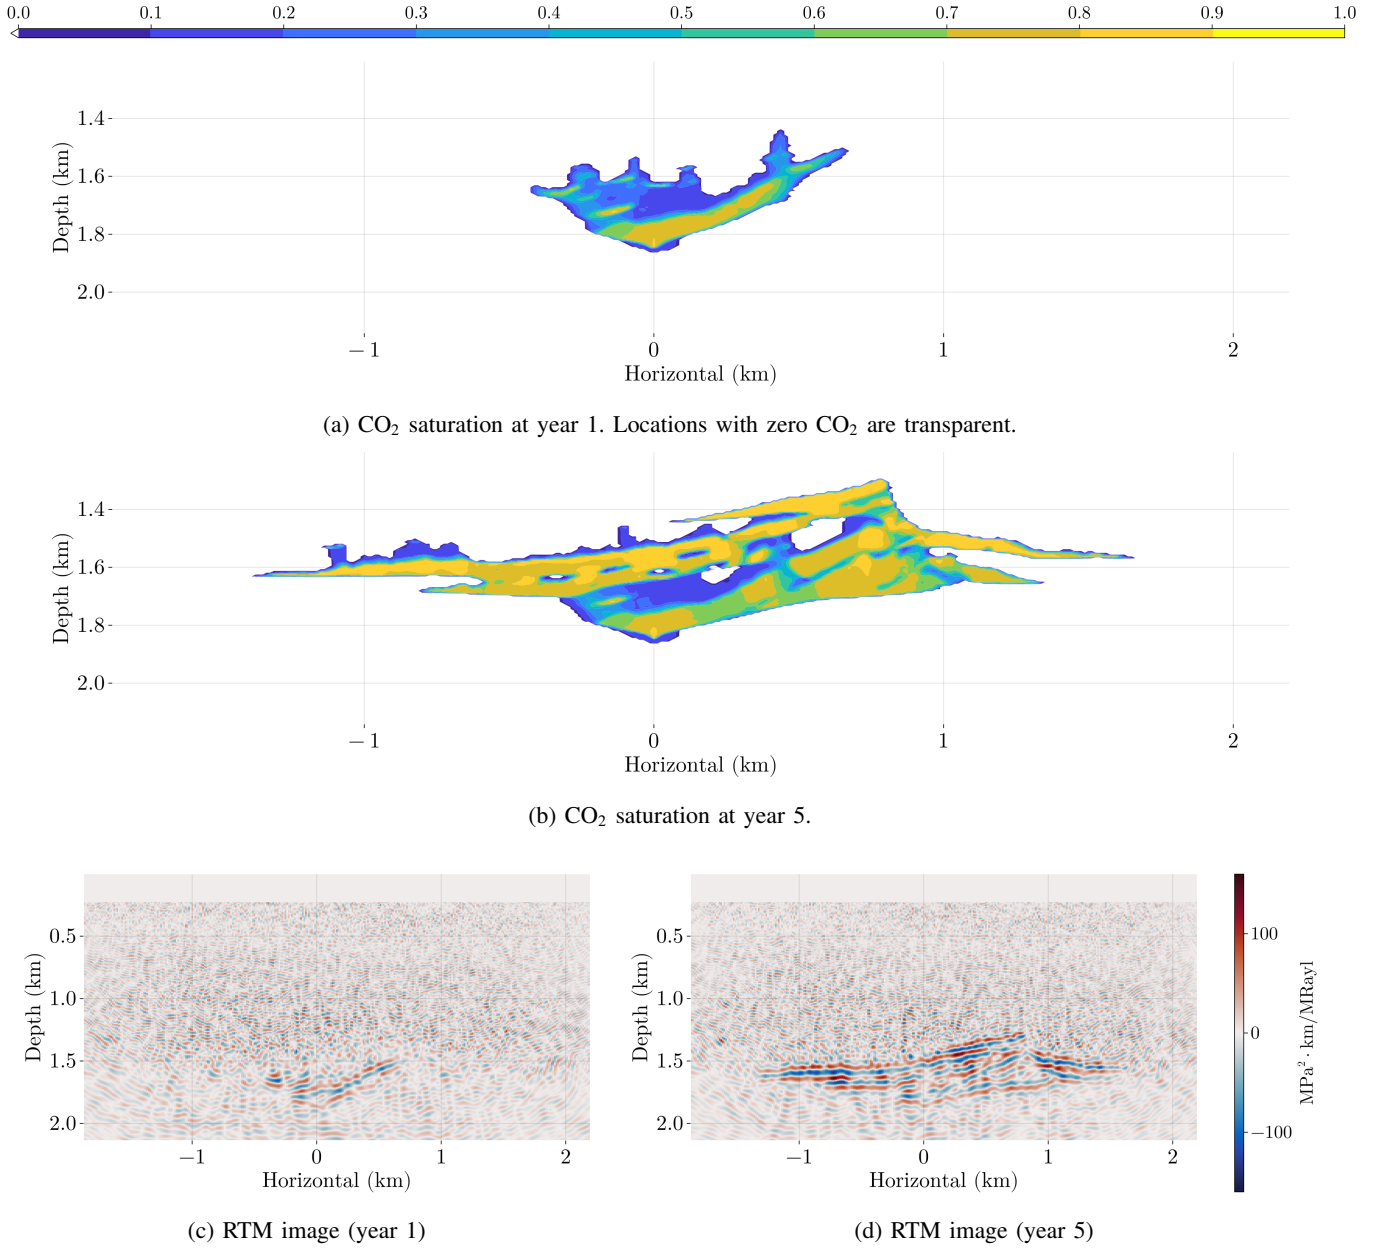 0.0 0.1 0.2 0.3 0.4 0.5 0.6 0.7 0.8 0.9 1.0
1.4
1.6
1.8
2.0
Depth (km)
−1 0 1 2
Horizontal (km)
(a) CO₂ saturation at year 1. Locations with zero CO₂ are transparent.
1.4
1.6
1.8
2.0
Depth (km)
−1 0 1 2
Horizontal (km)
(b) CO₂ saturation at year 5.
0.5
1.0
1.5
2.0
Depth (km)
−1 0 1 2
Horizontal (km)
(c) RTM image (year 1)
0.5
1.0
1.5
2.0
Depth (km)
−1 0 1 2
Horizontal (km)
(d) RTM image (year 5)
100
0
−100
MPa² · km/MRayl